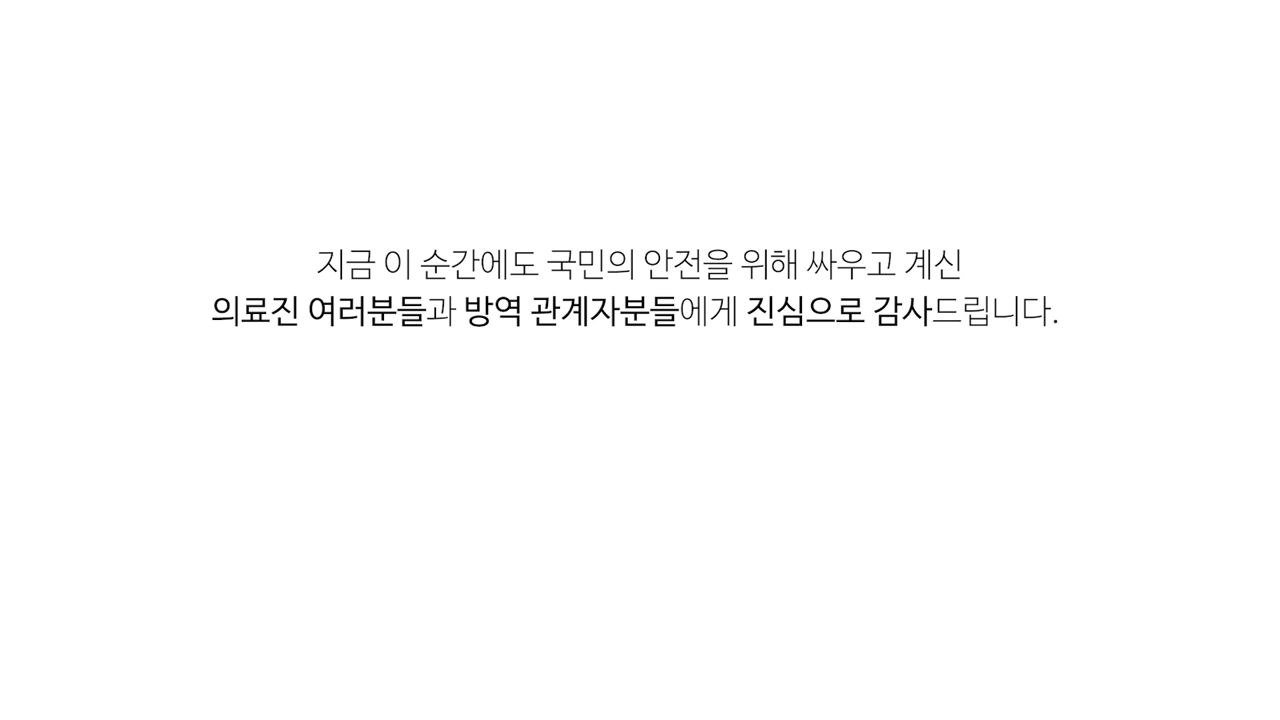 지금 이 순간에도 국민의 안전을 위해 싸우고 계신
의료진 여러분들과 방역 관계자분들에게 진심으로 감사드립니다.